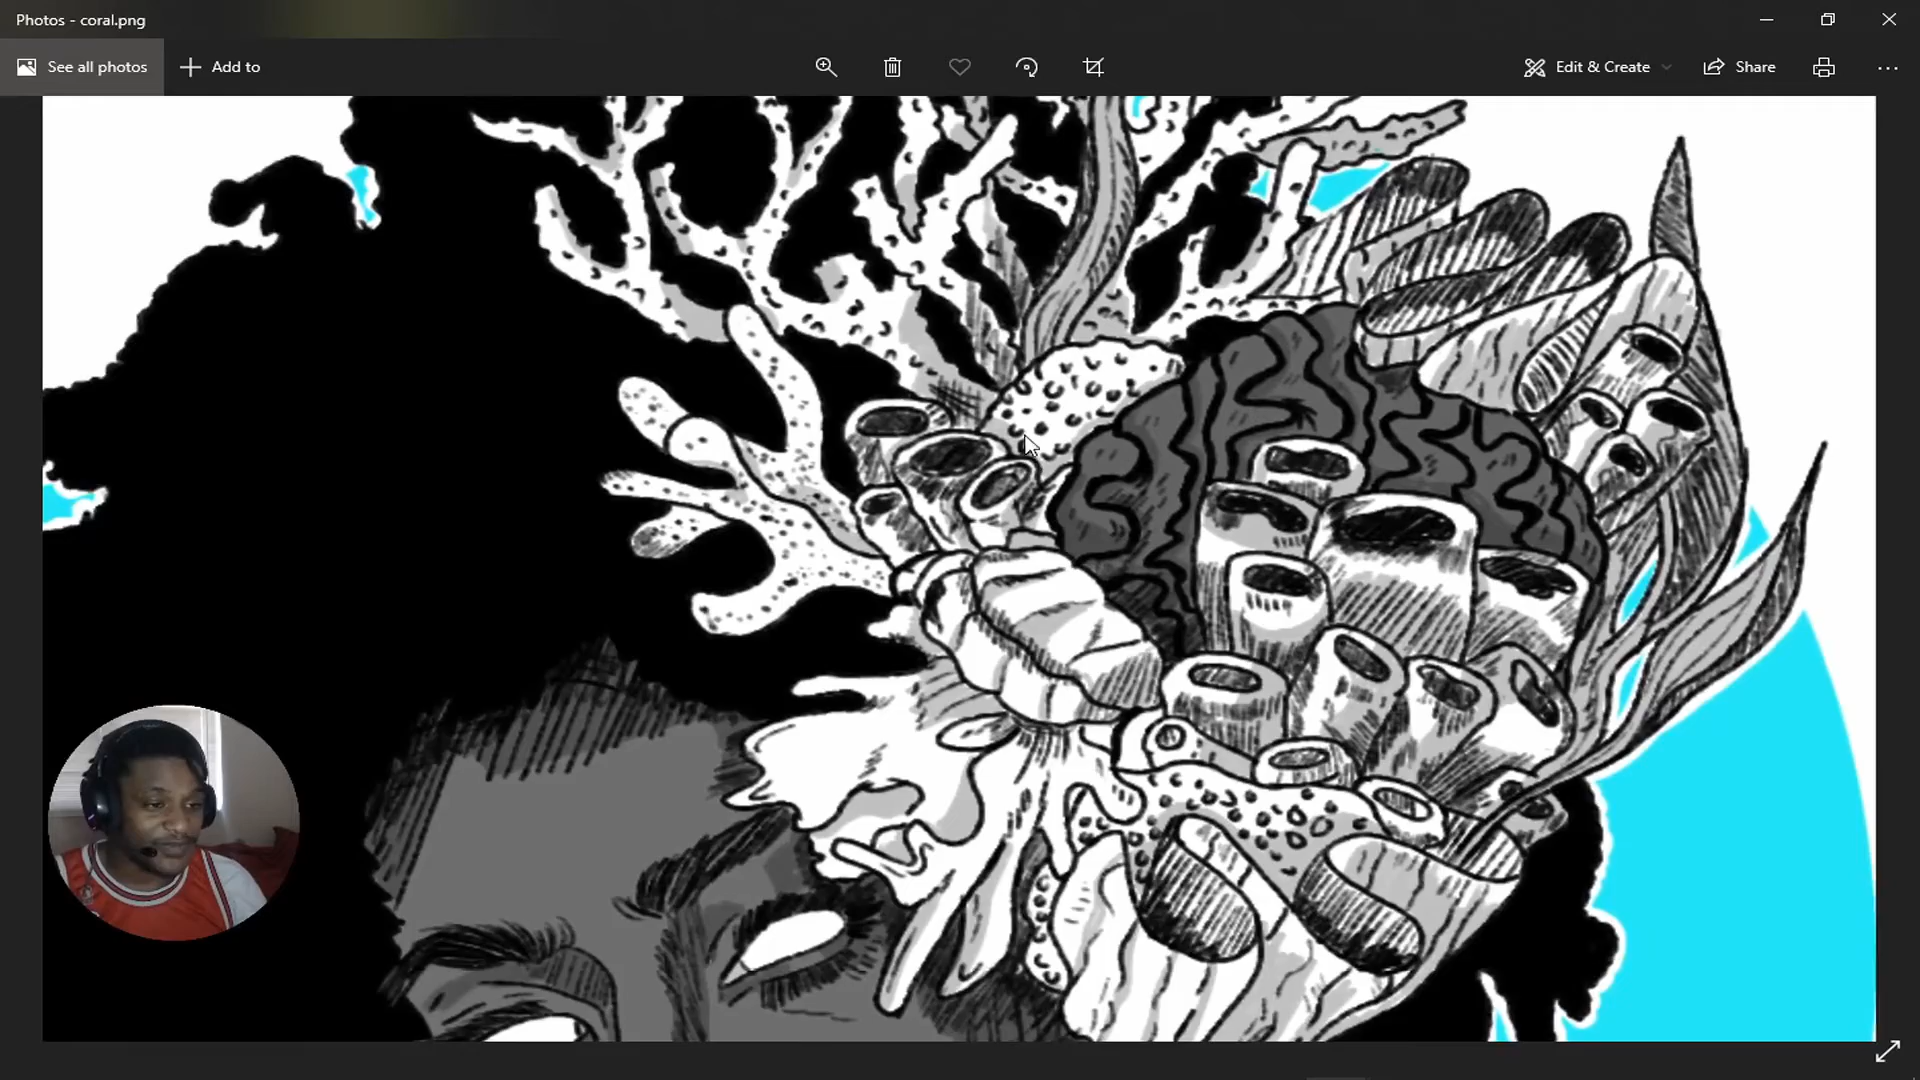 Photos - coral.png
See all photos
Add to
Edit & Create
Share